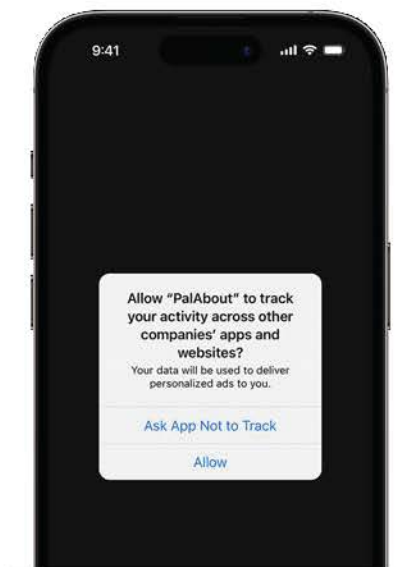 9:41
Allow “PalAbout” to track
your activity across other
companies’ apps and
websites?
Your data will be used to deliver
personalized ads to you.
Ask App Not to Track
Allow